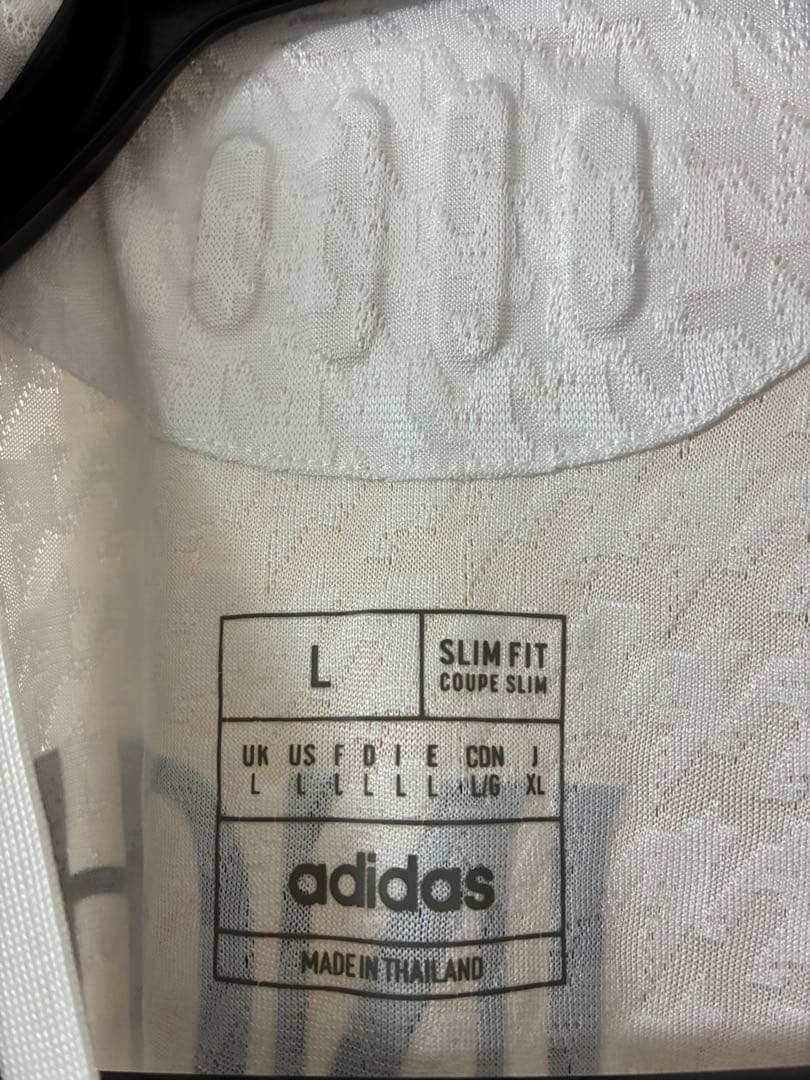 L
SLIM FIT
COUPE SLIM
UK US F D I E CDN J
L L L L L L L/G XL
adidas
MADE IN THAILAND